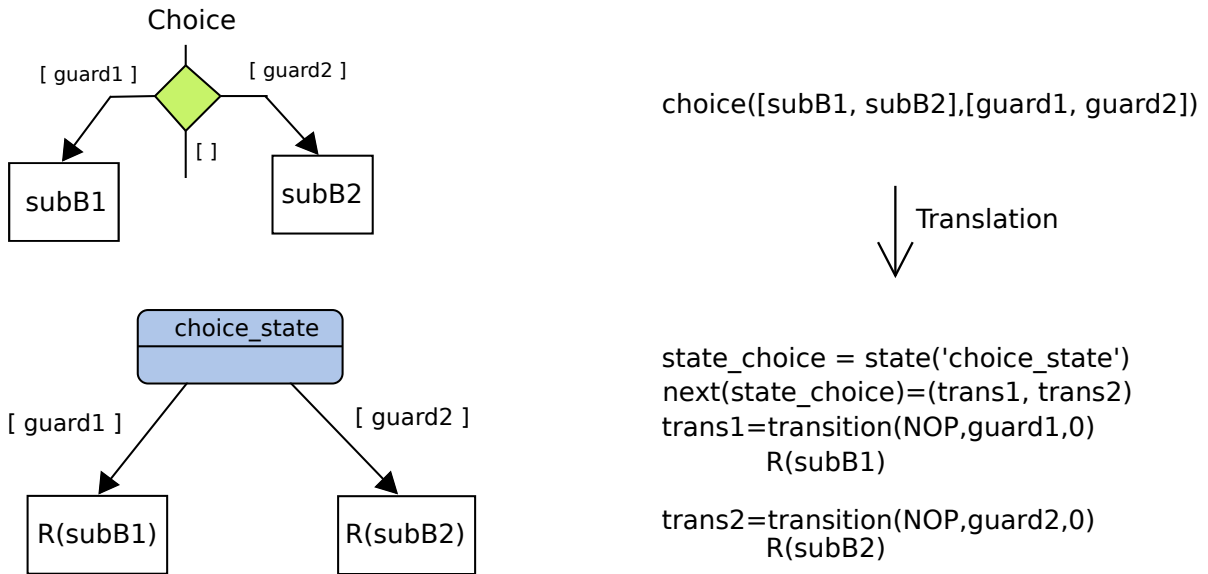 Choice
[ guard1 ]
[ guard2 ]
[ ]
subB1
subB2
choice([subB1, subB2],[guard1, guard2])
Translation
choice_state
[ guard1 ]
[ guard2 ]
R(subB1)
R(subB2)
state_choice = state('choice_state')
next(state_choice)=(trans1, trans2)
trans1=transition(NOP,guard1,0)
R(subB1)
trans2=transition(NOP,guard2,0)
R(subB2)